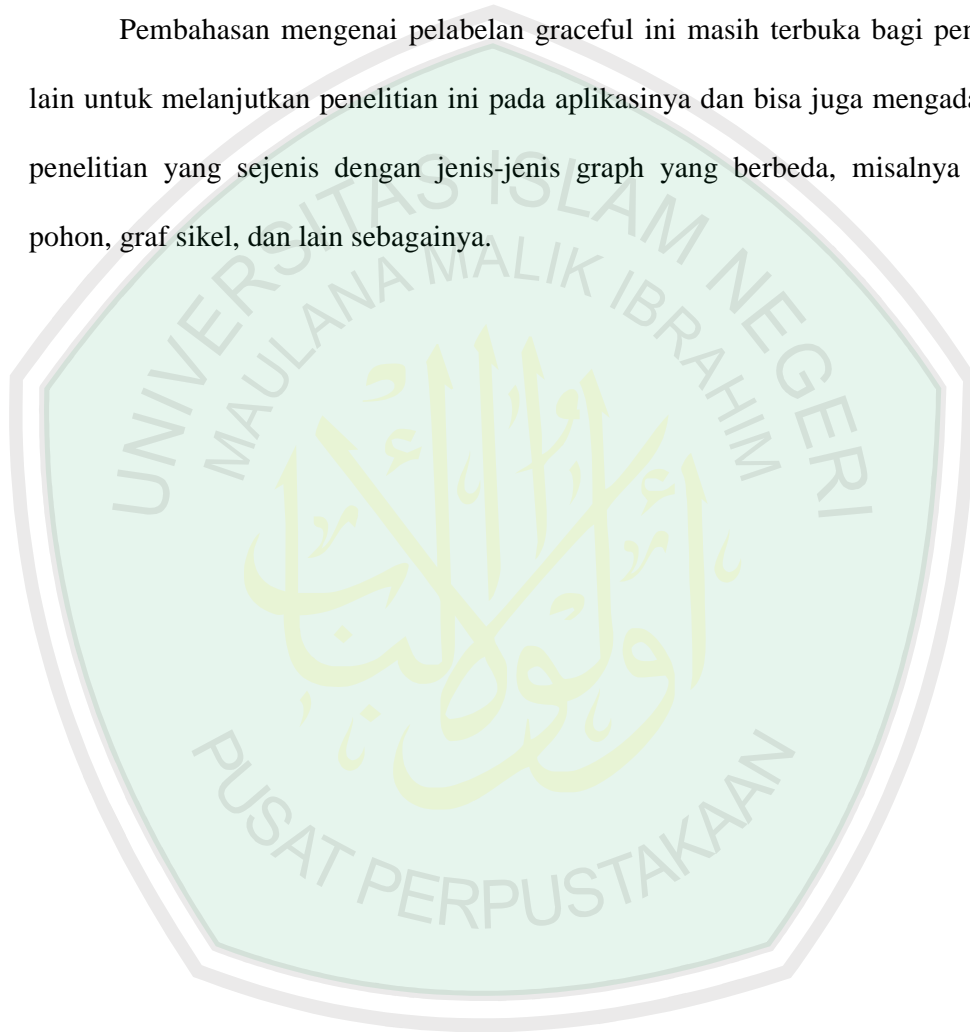 Pembahasan mengenai pelabelan graceful ini masih terbuka bagi
lain untuk melanjutkan penelitian ini pada aplikasinya dan bisa juga
penelitian yang sejenis dengan jenis-jenis graph yang berbeda, misalnya
pohon, graf sikel, dan lain sebagainya.
UNIVERSITAS ISLAM NEGERI
MAULANA MALIK IBRAHIM
أولوا الألباب
PUSAT PERPUSTAKAAN